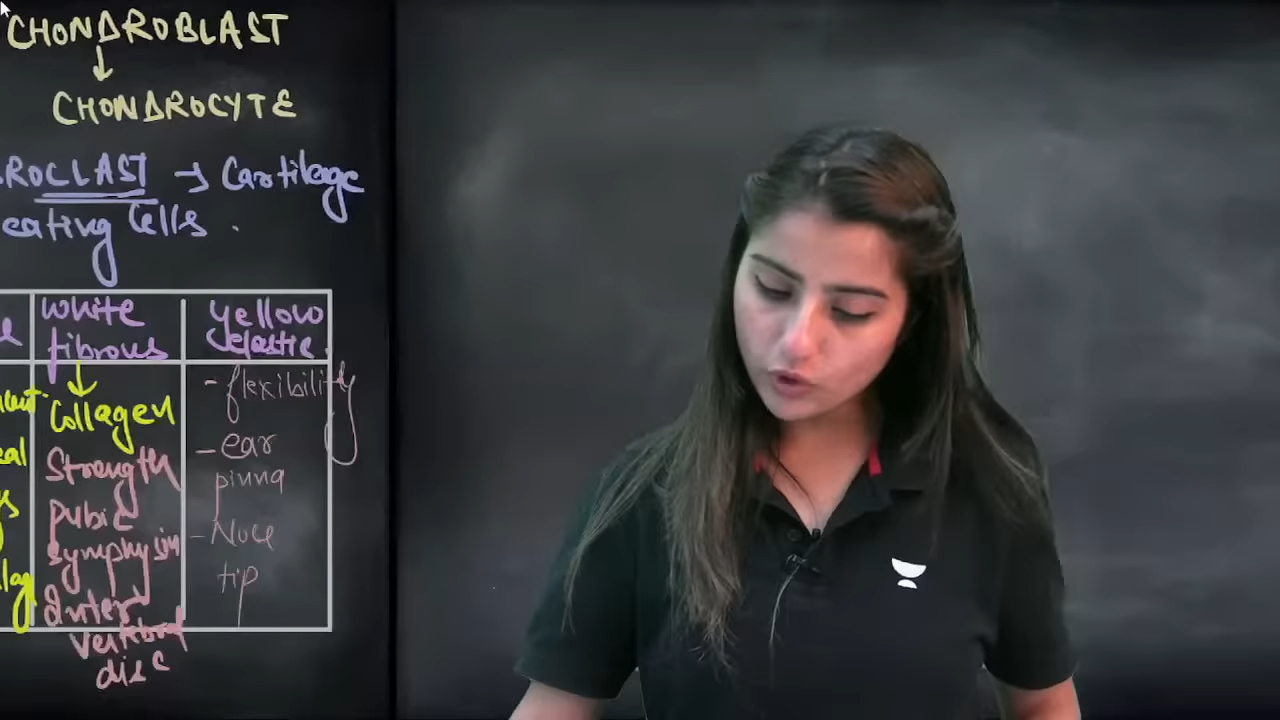 CHONDROBLAST
↓
CHONDROCYTE
ROCLAST → Cartilage
eating cells.
White
fibrous
↓
Collagen
Strength
pubic
symphysis
Inter
vertebral
disc
yellow
elastic
- flexibility
- ear
pinna
- Nose
tip